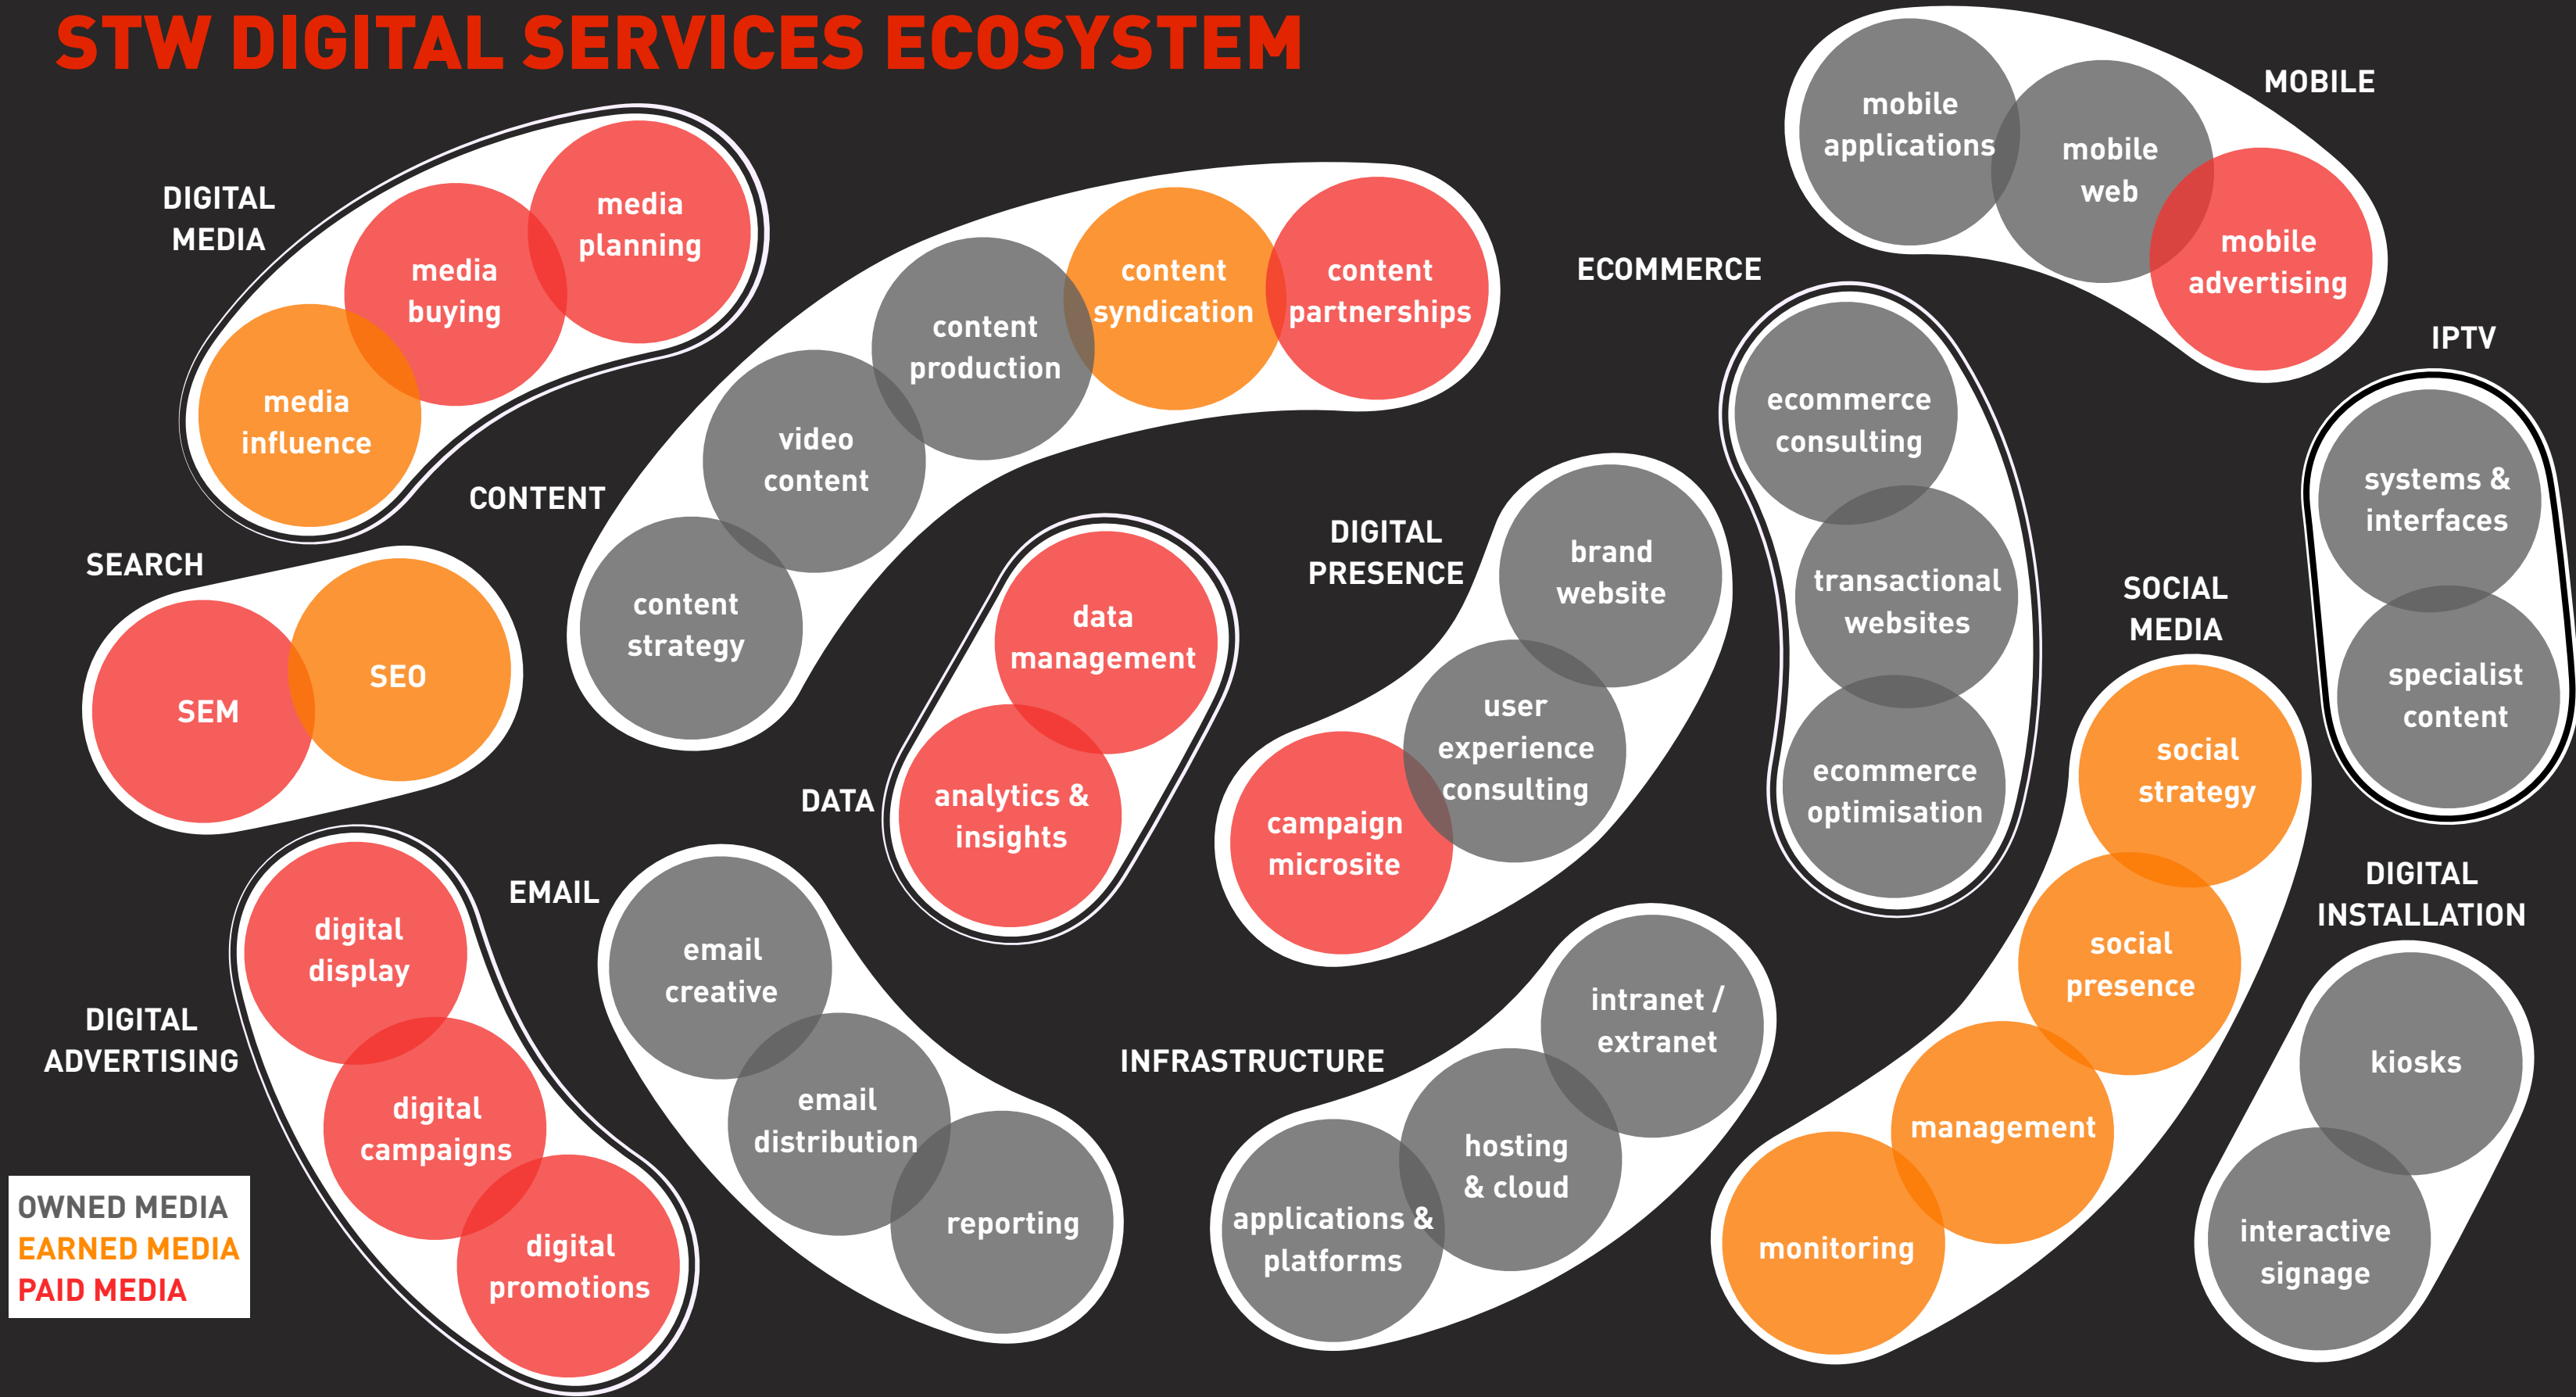 STW DIGITAL SERVICES ECOSYSTEM
DIGITAL
MEDIA
media
planning
media
buying
media
influence
CONTENT
content
partnerships
content
syndication
content
production
video
content
content
strategy
MOBILE
mobile
applications
mobile
web
mobile
advertising
ECOMMERCE
ecommerce
consulting
transactional
websites
ecommerce
optimisation
IPTV
systems &
interfaces
specialist
content
SEARCH
SEM
SEO
DATA
data
management
analytics &
insights
DIGITAL
PRESENCE
brand
website
user
experience
consulting
campaign
microsite
SOCIAL
MEDIA
social
strategy
social
presence
management
monitoring
DIGITAL
INSTALLATION
kiosks
interactive
signage
DIGITAL
ADVERTISING
digital
display
digital
campaigns
digital
promotions
EMAIL
email
creative
email
distribution
reporting
INFRASTRUCTURE
intranet /
extranet
hosting
& cloud
applications &
platforms
OWNED MEDIA
EARNED MEDIA
PAID MEDIA